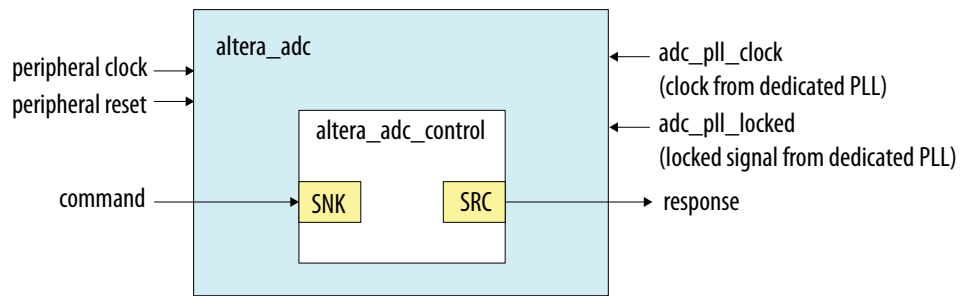 altera_adc
peripheral clock
peripheral reset
adc_pll_clock
(clock from dedicated PLL)
adc_pll_locked
(locked signal from dedicated PLL)
altera_adc_control
command
SNK
SRC
response